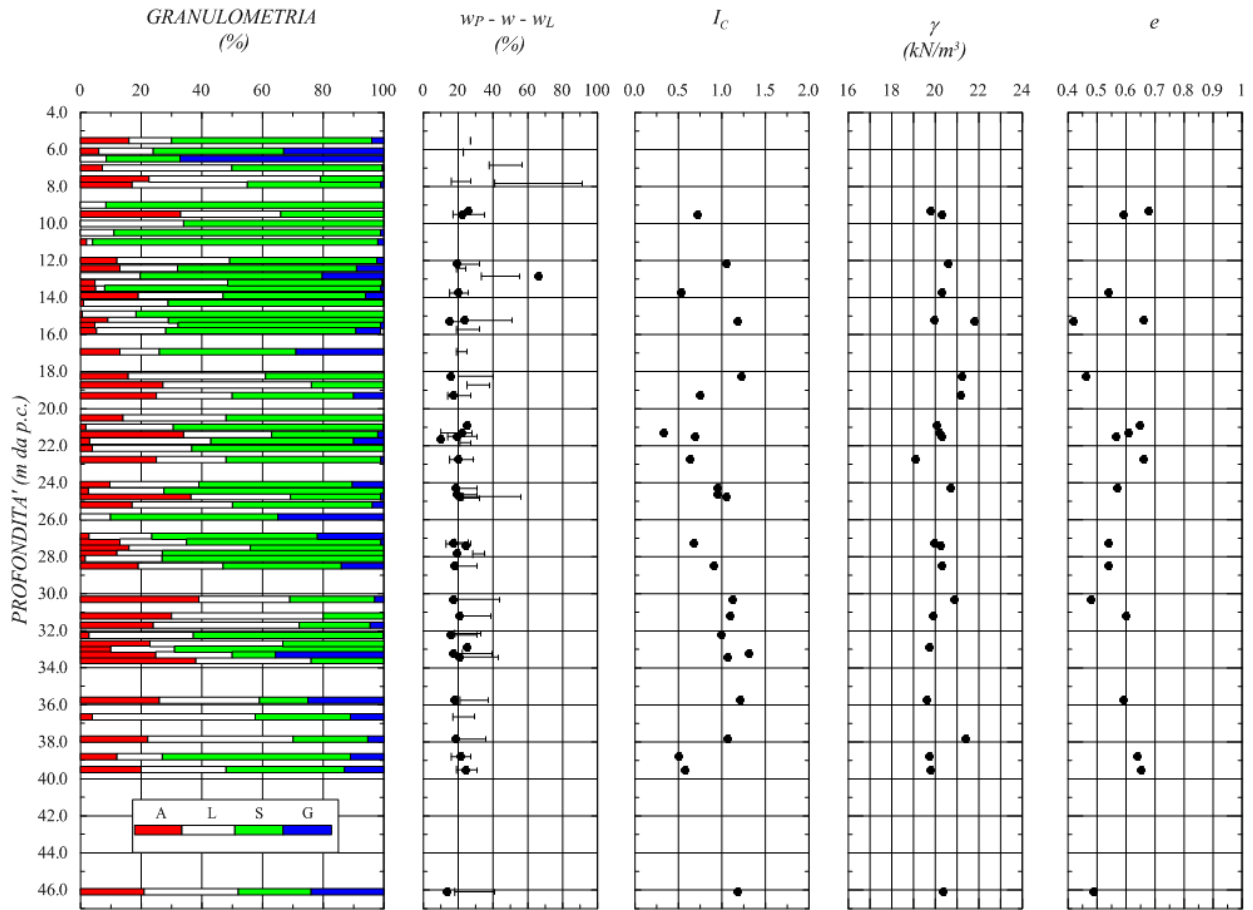 GRANULOMETRIA
(%)
wP - w - wL
(%)
IC
γ
(kN/m³)
e
0 20 40 60 80 100
0 20 40 60 80 100
0.0 0.5 1.0 1.5 2.0
16 18 20 22 24
0.4 0.5 0.6 0.7 0.8 0.9 1
PROFONDITA' (m da p.c.)
4.0
6.0
8.0
10.0
12.0
14.0
16.0
18.0
20.0
22.0
24.0
26.0
28.0
30.0
32.0
34.0
36.0
38.0
40.0
42.0
44.0
46.0
A L S G